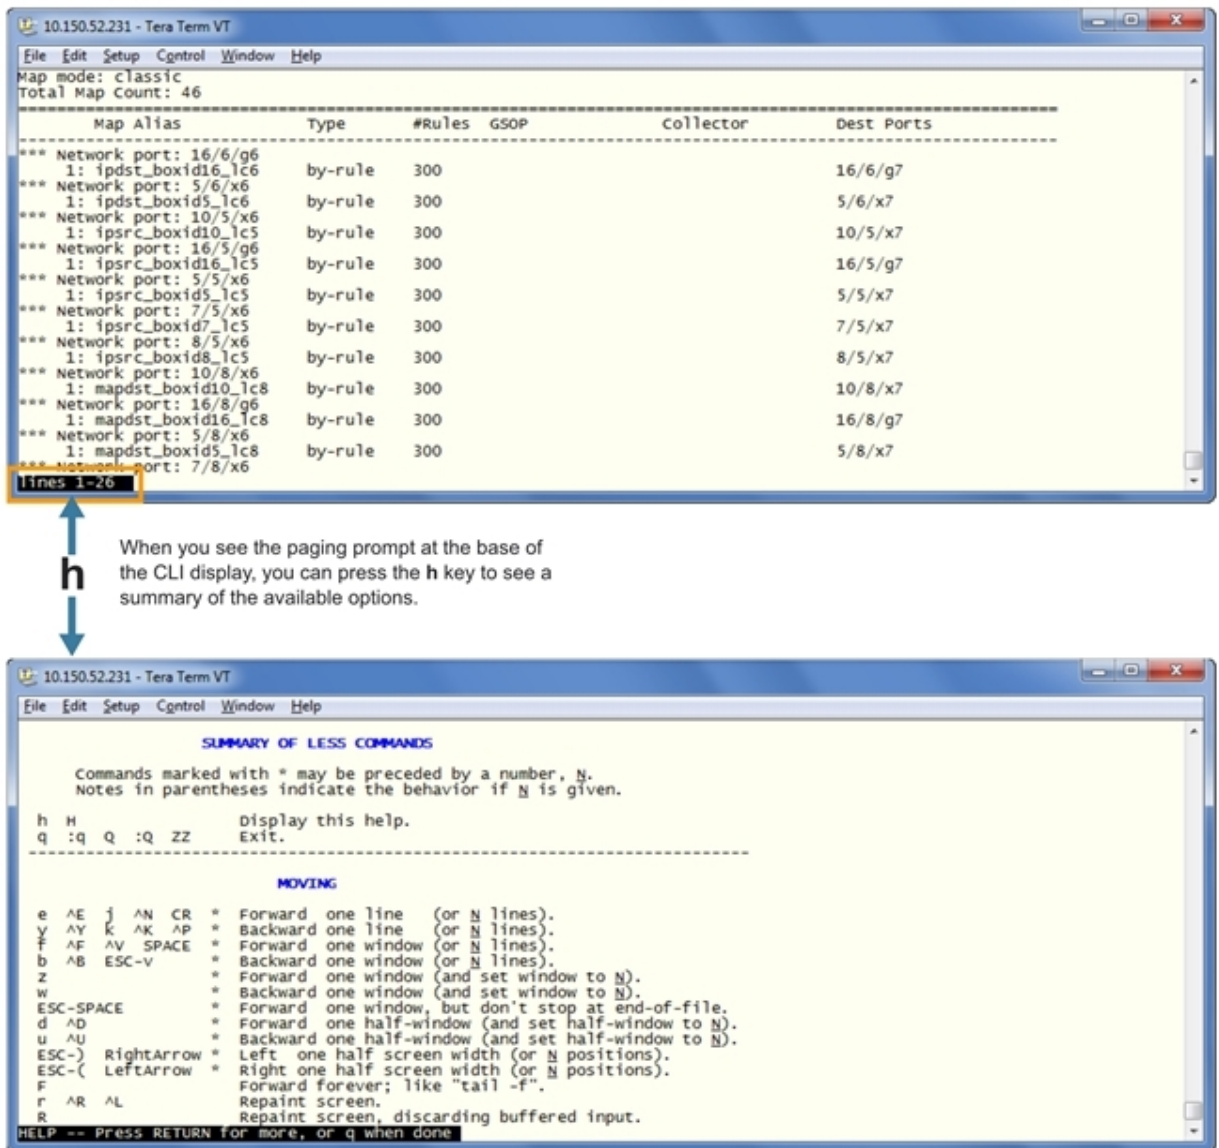 10.150.52.231 - Tera Term VT
File Edit Setup Control Window Help
Map mode: classic
Total Map Count: 46
Map Alias Type #Rules GSOP Collector Dest Ports
*** Network port: 16/6/g6
1: ipdst_boxid16_lc6 by-rule 300 16/6/g7
*** Network port: 5/6/x6
1: ipdst_boxid5_lc6 by-rule 300 5/6/x7
*** Network port: 10/5/x6
1: ipsrc_boxid10_lc5 by-rule 300 10/5/x7
*** Network port: 16/5/g6
1: ipsrc_boxid16_lc5 by-rule 300 16/5/g7
*** Network port: 5/5/x6
1: ipsrc_boxid5_lc5 by-rule 300 5/5/x7
*** Network port: 7/5/x6
1: ipsrc_boxid7_lc5 by-rule 300 7/5/x7
*** Network port: 8/5/x6
1: ipsrc_boxid8_lc5 by-rule 300 8/5/x7
*** Network port: 10/8/x6
1: mapdst_boxid10_lc8 by-rule 300 10/8/x7
*** Network port: 16/8/g6
1: mapdst_boxid16_lc8 by-rule 300 16/8/g7
*** Network port: 5/8/x6
1: mapdst_boxid5_lc8 by-rule 300 5/8/x7
*** Network port: 7/8/x6
lines 1-26
h
When you see the paging prompt at the base of
the CLI display, you can press the h key to see a
summary of the available options.
10.150.52.231 - Tera Term VT
File Edit Setup Control Window Help
SUMMARY OF LESS COMMANDS
Commands marked with * may be preceded by a number, N.
Notes in parentheses indicate the behavior if N is given.
h H Display this help.
q :q Q :Q ZZ Exit.
MOVING
e ^E j ^N CR * Forward one line (or N lines).
y ^Y k ^K ^P * Backward one line (or N lines).
f ^F ^V SPACE * Forward one window (or N lines).
b ^B ESC-v * Backward one window (or N lines).
z * Forward one window (and set window to N).
w * Backward one window (and set window to N).
ESC-SPACE * Forward one window, but don't stop at end-of-file.
d ^D * Forward one half-window (and set half-window to N).
u ^U * Backward one half-window (and set half-window to N).
ESC-) RightArrow * Left one half screen width (or N positions).
ESC-( LeftArrow * Right one half screen width (or N positions).
F Forward forever; like "tail -f".
r ^R ^L Repaint screen.
R Repaint screen, discarding buffered input.
HELP -- Press RETURN for more, or q when done